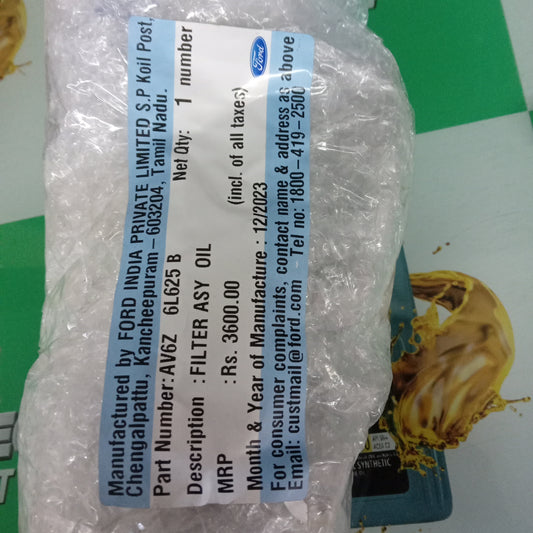 Manufactured by FORD INDIA PRIVATE LIMITED S.P Koil Post,
Chengalpattu, Kancheepuram – 603204, Tamil Nadu.
Part Number: AV6Z 6L625 B Net Qty: 1 number
Description : FILTER ASY OIL
MRP : Rs. 3600.00 (incl. of all taxes)
Month & Year of Manufacture : 12/2023
Ford
For consumer complaints, contact name & address as above
Email: custmail@ford.com - Tel no: 1800-419-2500
SYNTHETIC